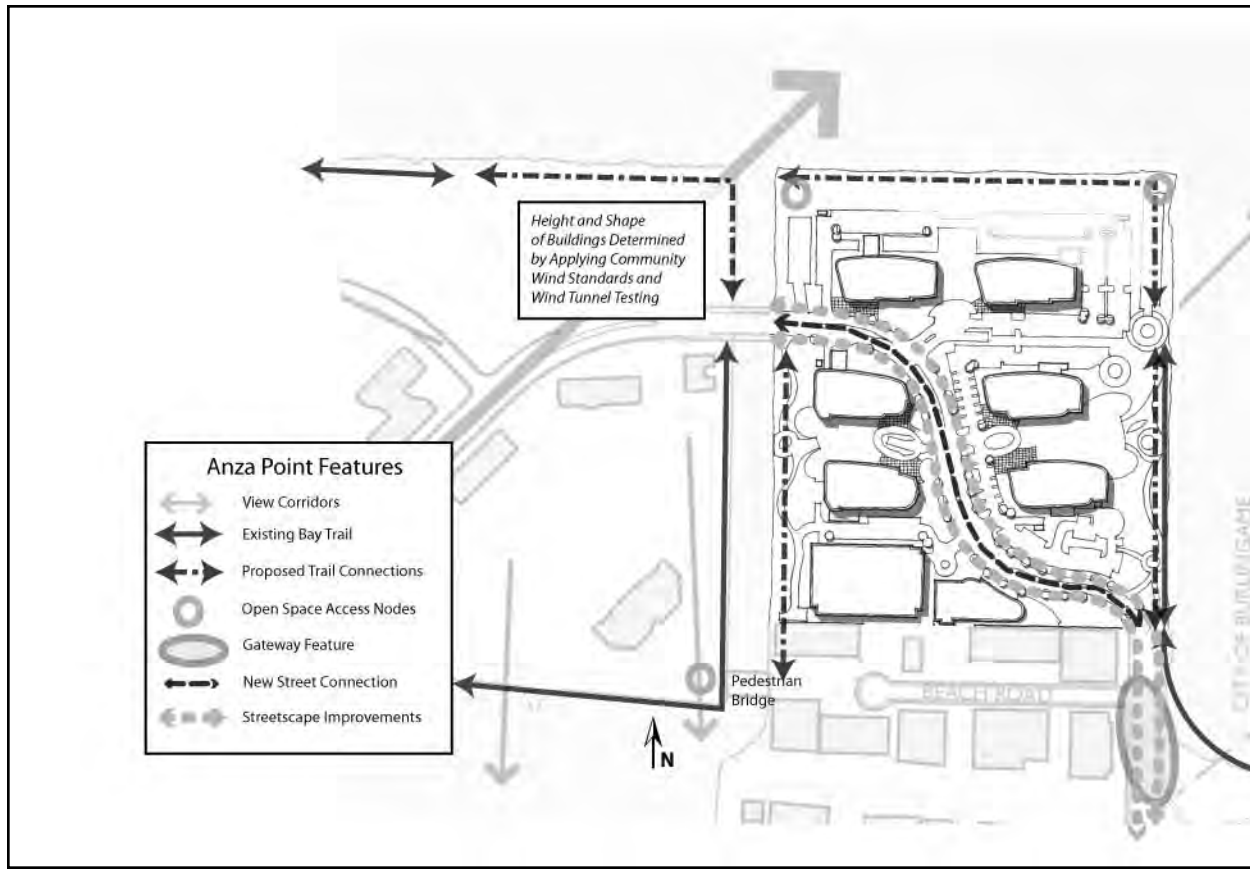 Height and Shape
of Buildings Determined
by Applying Community
Wind Standards and
Wind Tunnel Testing
Anza Point Features
View Corridors
Existing Bay Trail
Proposed Trail Connections
Open Space Access Nodes
Gateway Feature
New Street Connection
Streetscape Improvements
Pedestrian
Bridge
BEACH ROAD
N
CITY OF BURLINGAME